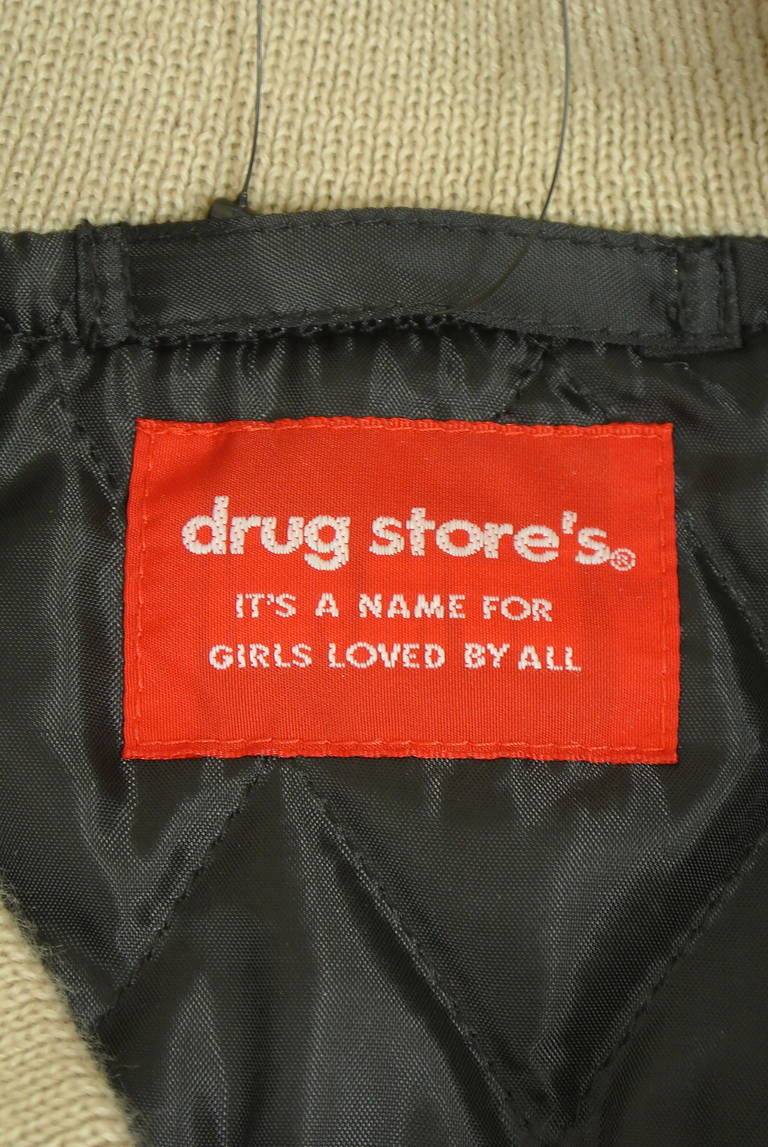 drug store's®
IT'S A NAME FOR
GIRLS LOVED BY ALL